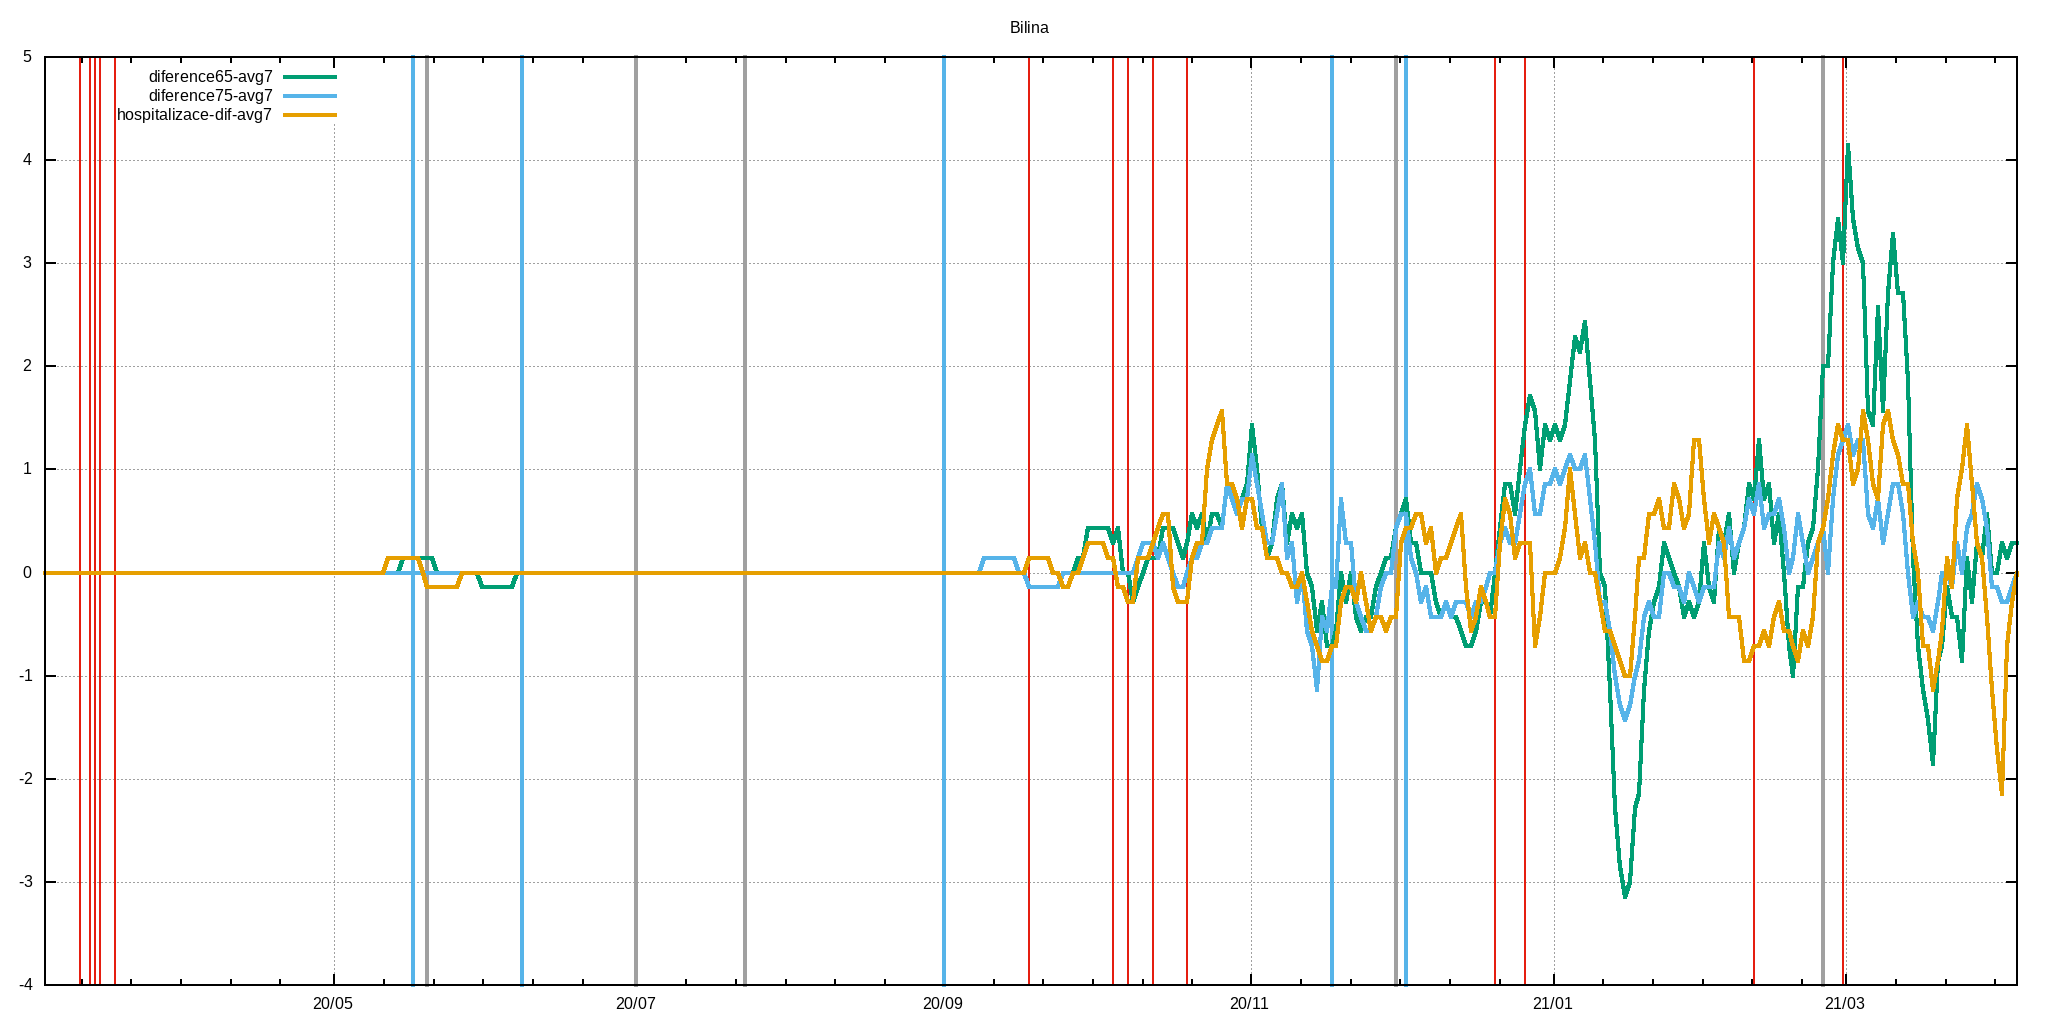 Bilina
5
diference65-avg7
diference75-avg7
hospitalizace-dif-avg7
4
3
2
1
0
-1
-2
-3
-4
20/05 20/07 20/09 20/11 21/01 21/03